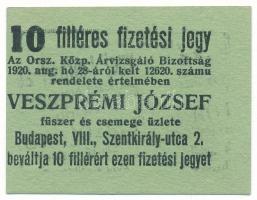 10 filléres fizetési jegy
Az Orsz. Közp. Árvizsgáló Bizottság
1920. aug. hó 28-áról kelt 12620. számu
rendelete értelmében
VESZPRÉMI JÓZSEF
füszer és csemege üzlete
Budapest, VIII., Szentkirály-utca 2.
beváltja 10 fillérért ezen fizetési jegyet